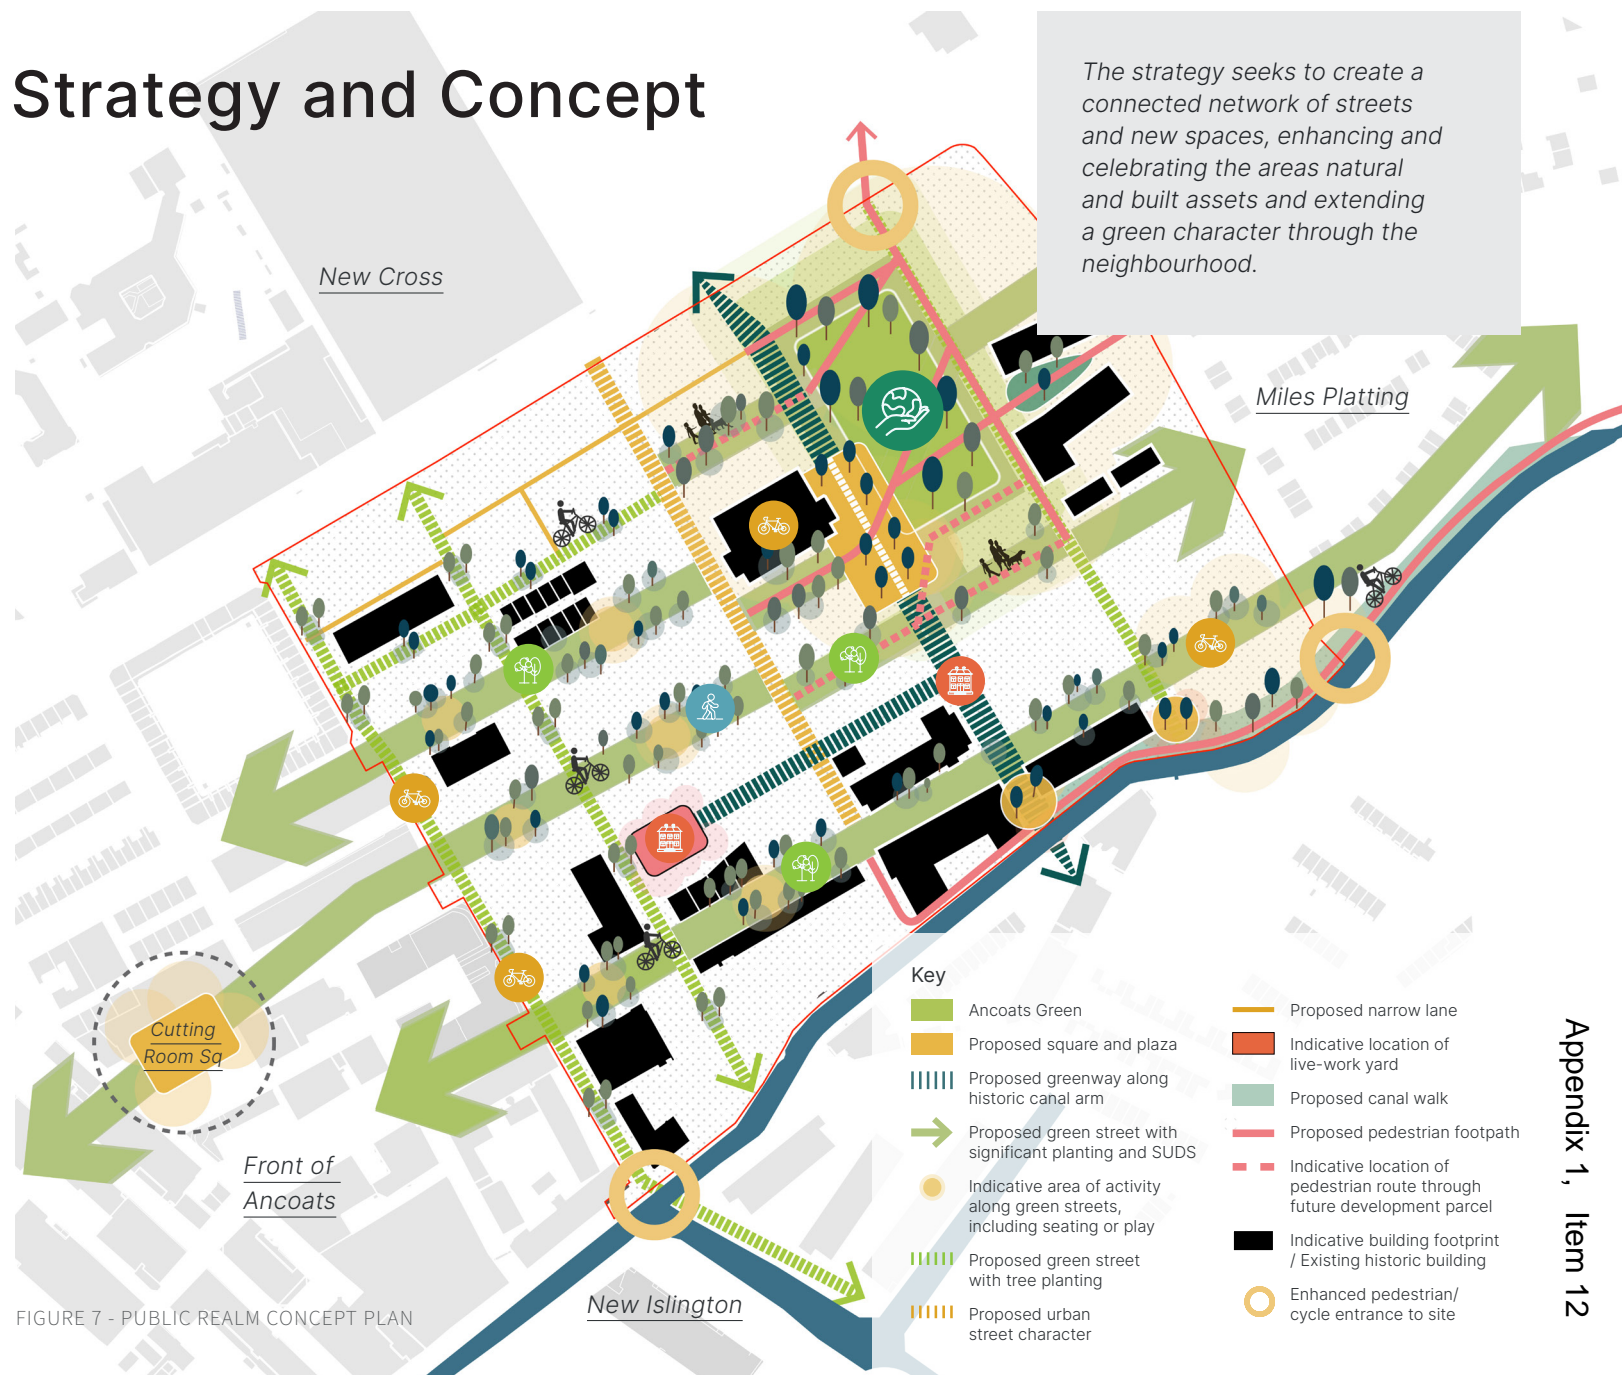 Strategy and Concept
The strategy seeks to create a
connected network of streets
and new spaces, enhancing and
celebrating the areas natural
and built assets and extending
a green character through the
neighbourhood.
New Cross
Miles Platting
Cutting
Room Sq
Front of
Ancoats
New Islington
Key
Ancoats Green
Proposed square and plaza
Proposed greenway along
historic canal arm
Proposed green street with
significant planting and SUDS
Indicative area of activity
along green streets,
including seating or play
Proposed green street
with tree planting
Proposed urban
street character
Proposed narrow lane
Indicative location of
live-work yard
Proposed canal walk
Proposed pedestrian footpath
Indicative location of
pedestrian route through
future development parcel
Indicative building footprint
/ Existing historic building
Enhanced pedestrian/
cycle entrance to site
FIGURE 7 - PUBLIC REALM CONCEPT PLAN
Appendix 1, Item 12